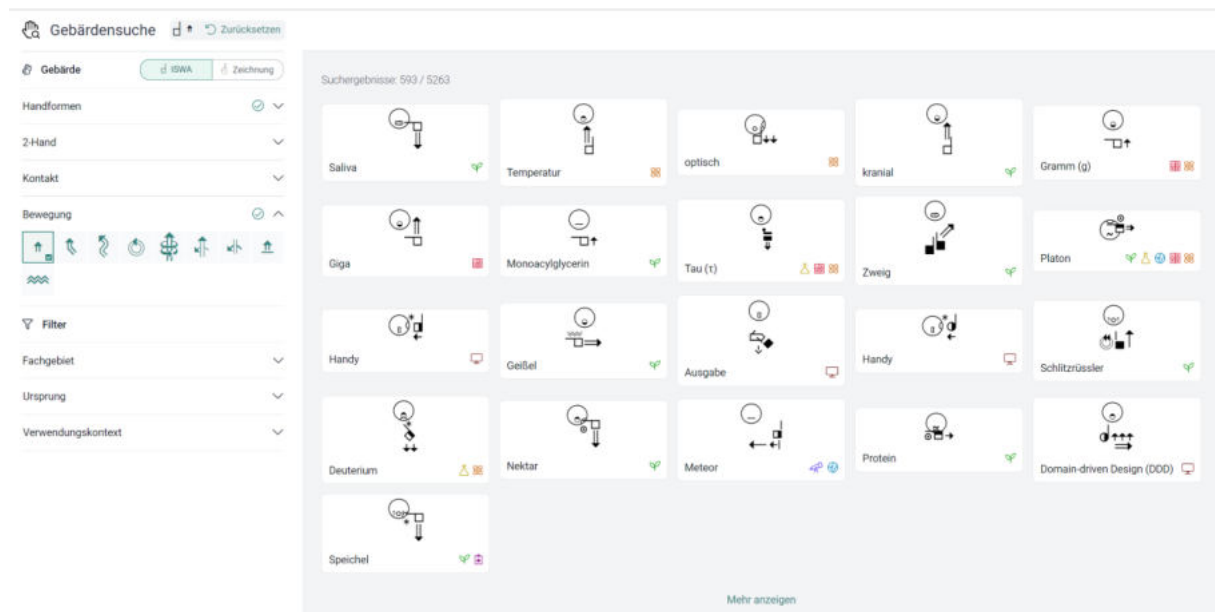 Gebärdensuche
Zurücksetzen
Gebärde
ISWA
Zeichnung
Handformen
2-Hand
Kontakt
Bewegung
Filter
Fachgebiet
Ursprung
Verwendungskontext
Suchergebnisse: 593 / 5263
Saliva
Temperatur
optisch
kranial
Gramm (g)
Giga
Monoacylglycerin
Tau (τ)
Zweig
Platon
Handy
Geißel
Ausgabe
Handy
Schlitzrüssler
Deuterium
Nektar
Meteor
Protein
Domain-driven Design (DDD)
Speichel
Mehr anzeigen